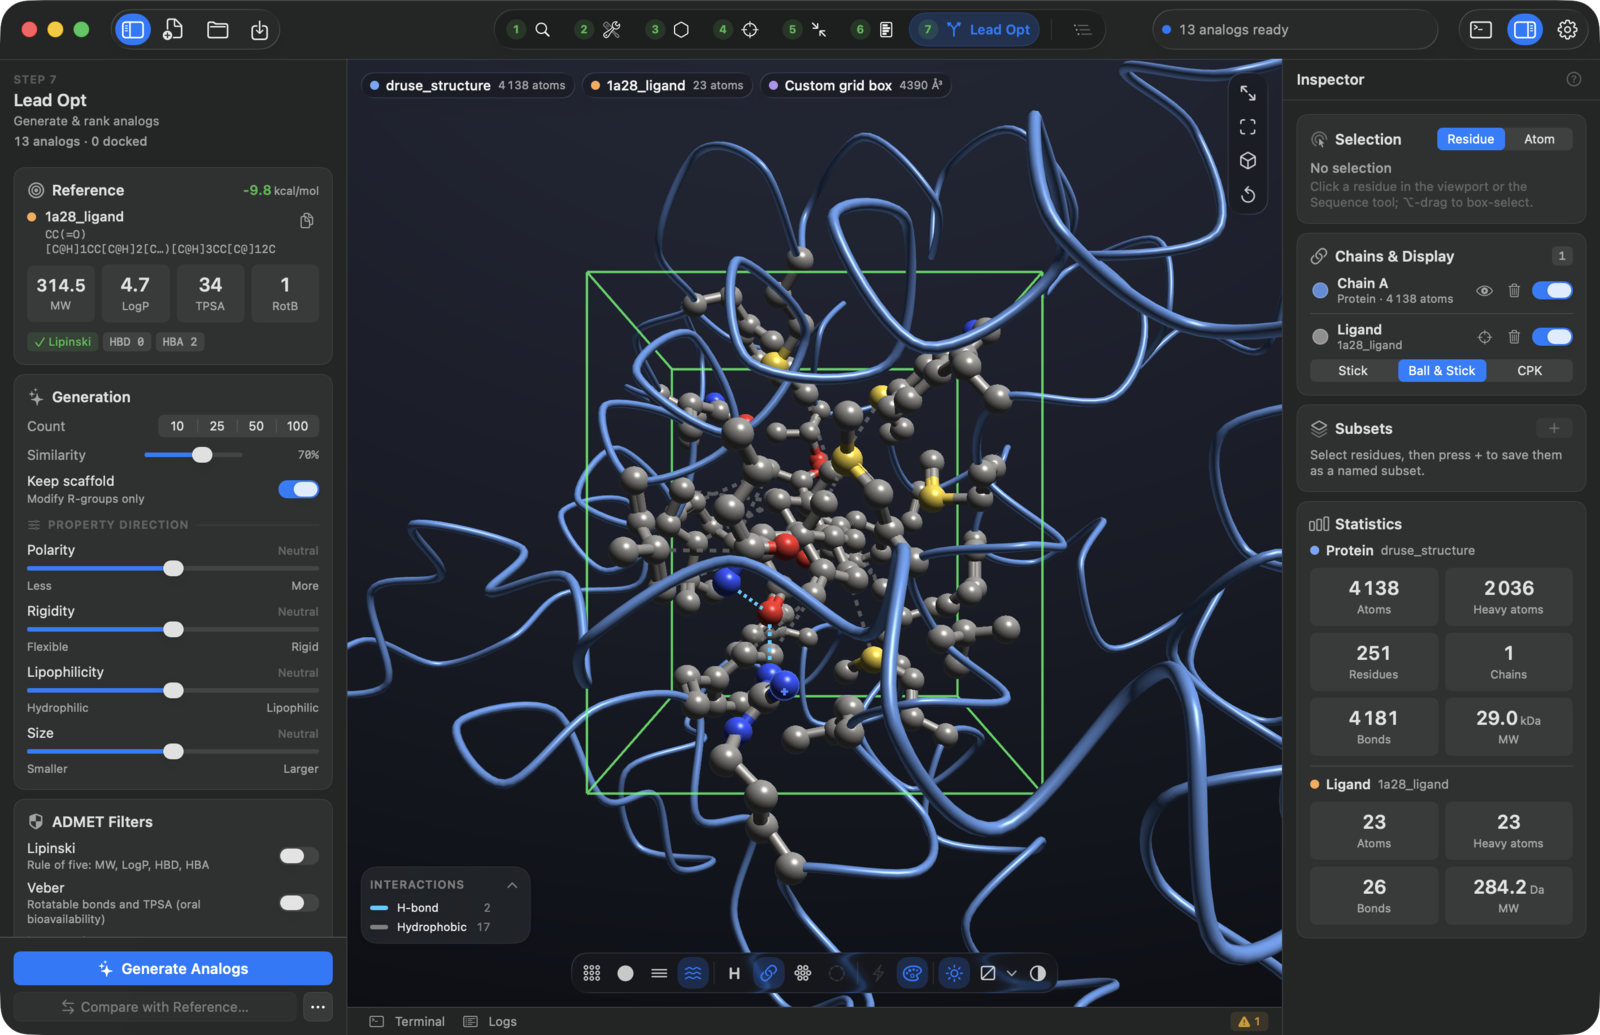 1
2
3
4
5
6
7 Lead Opt
13 analogs ready
STEP 7
Lead Opt
Generate & rank analogs
13 analogs · 0 docked
Reference
-9.8 kcal/mol
1a28_ligand
CC(=O)
[C@H]1CC[C@H]2[C…)[C@H]3CC[C@]12C
314.5
MW
4.7
LogP
34
TPSA
1
RotB
✓ Lipinski
HBD 0
HBA 2
Generation
Count
10
25
50
100
Similarity
70%
Keep scaffold
Modify R-groups only
PROPERTY DIRECTION
Polarity
Neutral
Less
More
Rigidity
Neutral
Flexible
Rigid
Lipophilicity
Neutral
Hydrophilic
Lipophilic
Size
Neutral
Smaller
Larger
ADMET Filters
Lipinski
Rule of five: MW, LogP, HBD, HBA
Veber
Rotatable bonds and TPSA (oral
bioavailability)
Generate Analogs
Compare with Reference...
druse_structure 4 138 atoms
1a28_ligand 23 atoms
Custom grid box 4390 Å³
INTERACTIONS
H-bond 2
Hydrophobic 17
H
Terminal
Logs
1
Inspector
?
Selection
Residue
Atom
No selection
Click a residue in the viewport or the
Sequence tool; ⌥-drag to box-select.
Chains & Display
1
Chain A
Protein · 4 138 atoms
Ligand
1a28_ligand
Stick
Ball & Stick
CPK
Subsets
+
Select residues, then press + to save them
as a named subset.
Statistics
Protein druse_structure
4 138
Atoms
2 036
Heavy atoms
251
Residues
1
Chains
4 181
Bonds
29.0 kDa
MW
Ligand 1a28_ligand
23
Atoms
23
Heavy atoms
26
Bonds
284.2 Da
MW